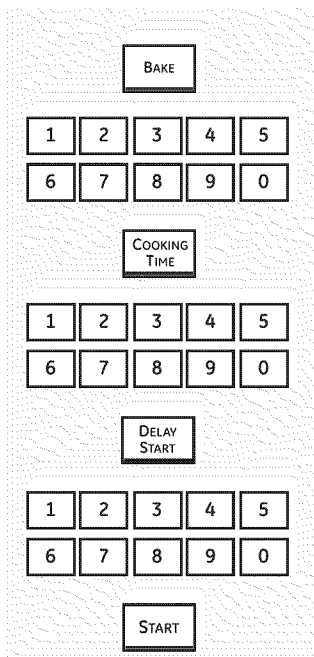 BAKE
1 2 3 4 5
6 7 8 9 0
COOKING
TIME
1 2 3 4 5
6 7 8 9 0
DELAY
START
1 2 3 4 5
6 7 8 9 0
START